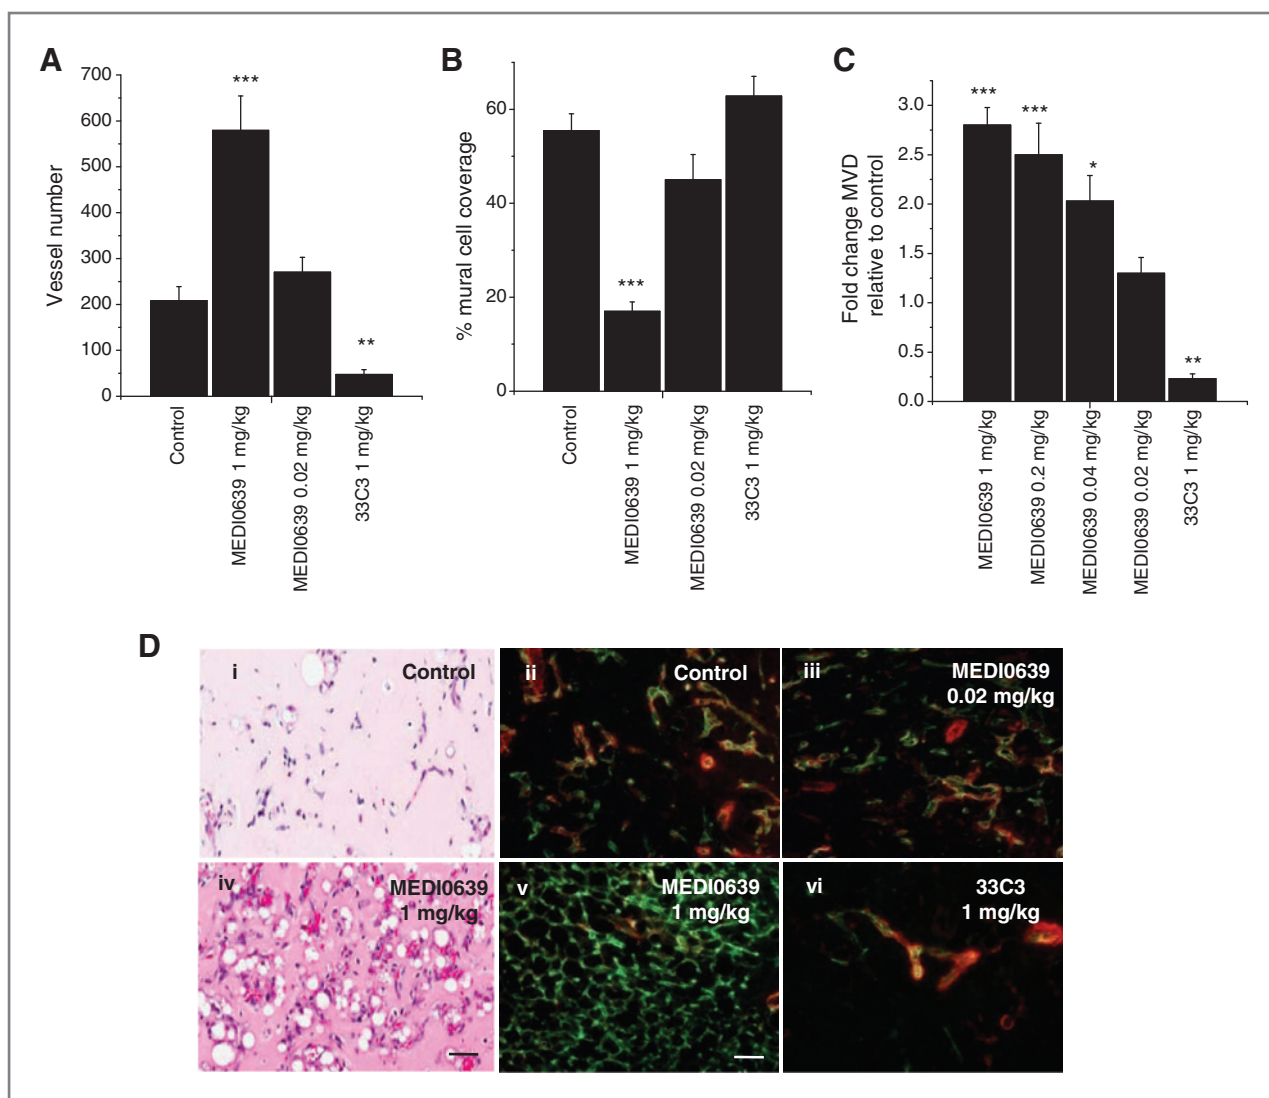 A
Vessel number
700
600
500
400
300
200
100
0
***
**
Control
MEDI0639 1 mg/kg
MEDI0639 0.02 mg/kg
33C3 1 mg/kg
B
% mural cell coverage
60
40
20
0
***
Control
MEDI0639 1 mg/kg
MEDI0639 0.02 mg/kg
33C3 1 mg/kg
C
Fold change MVD
relative to control
3.0
2.5
2.0
1.5
1.0
0.5
0.0
***
***
*
**
MEDI0639 1 mg/kg
MEDI0639 0.2 mg/kg
MEDI0639 0.04 mg/kg
MEDI0639 0.02 mg/kg
33C3 1 mg/kg
D
i
Control
ii
Control
iii
MEDI0639
0.02 mg/kg
iv
MEDI0639
1 mg/kg
v
MEDI0639
1 mg/kg
vi
33C3
1 mg/kg